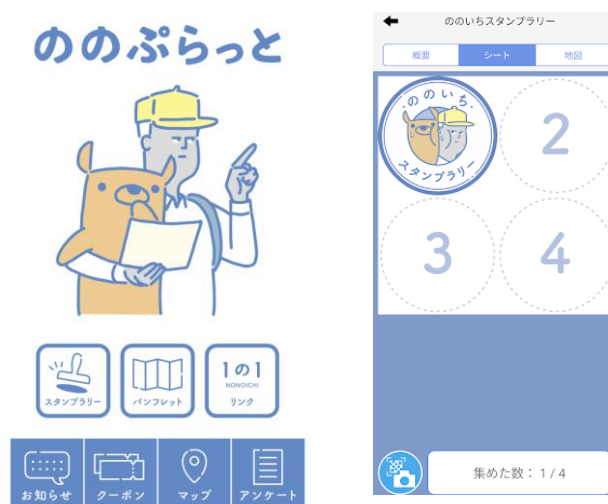 ののぷらっと
スタンプラリー
パンフレット
1の1
NONOICHI
リンク
お知らせ
クーポン
マップ
アンケート
ののいちスタンプラリー
概要
シート
地図
ののいち
スタンプラリー
2
3
4
集めた数：1/4